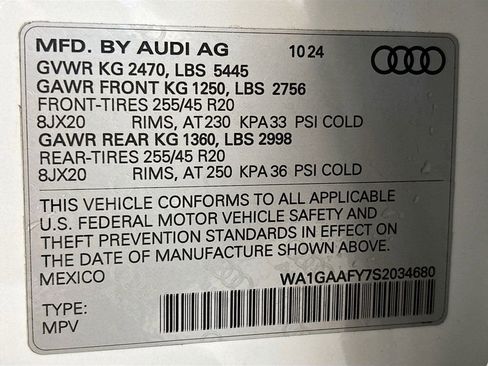 MFD. BY AUDI AG 10 24
GVWR KG 2470, LBS 5445
GAWR FRONT KG 1250, LBS 2756
FRONT-TIRES 255/45 R20
8JX20 RIMS, AT 230 KPA 33 PSI COLD
GAWR REAR KG 1360, LBS 2998
REAR-TIRES 255/45 R20
8JX20 RIMS, AT 250 KPA 36 PSI COLD
THIS VEHICLE CONFORMS TO ALL APPLICABLE
U.S. FEDERAL MOTOR VEHICLE SAFETY AND
THEFT PREVENTION STANDARDS IN EFFECT ON
THE DATE OF MANUFACTURE SHOWN ABOVE.
MEXICO WA1GAAFY7S2034680
TYPE:
MPV